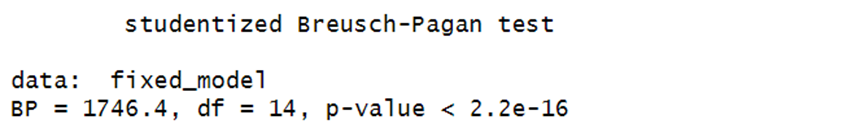 studentized Breusch-Pagan test
data: fixed_model
BP = 1746.4, df = 14, p-value < 2.2e-16